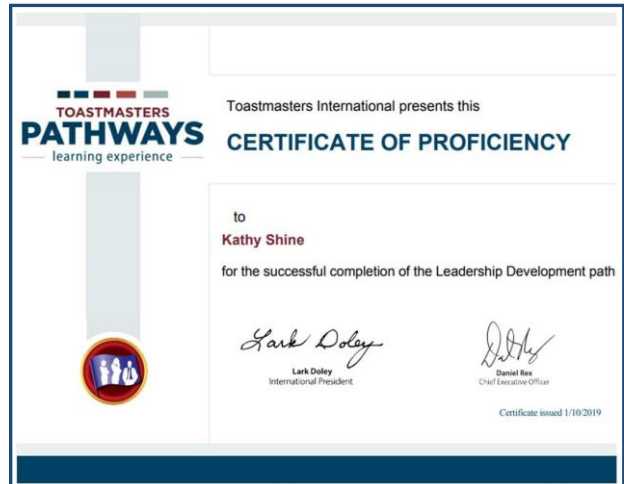 TOASTMASTERS
PATHWAYS
learning experience
Toastmasters International presents this
CERTIFICATE OF PROFICIENCY
to
Kathy Shine
for the successful completion of the Leadership Development path
Lark Doley
Lark Doley
International President
Daniel Rex
Chief Executive Officer
Certificate issued 1/10/2019